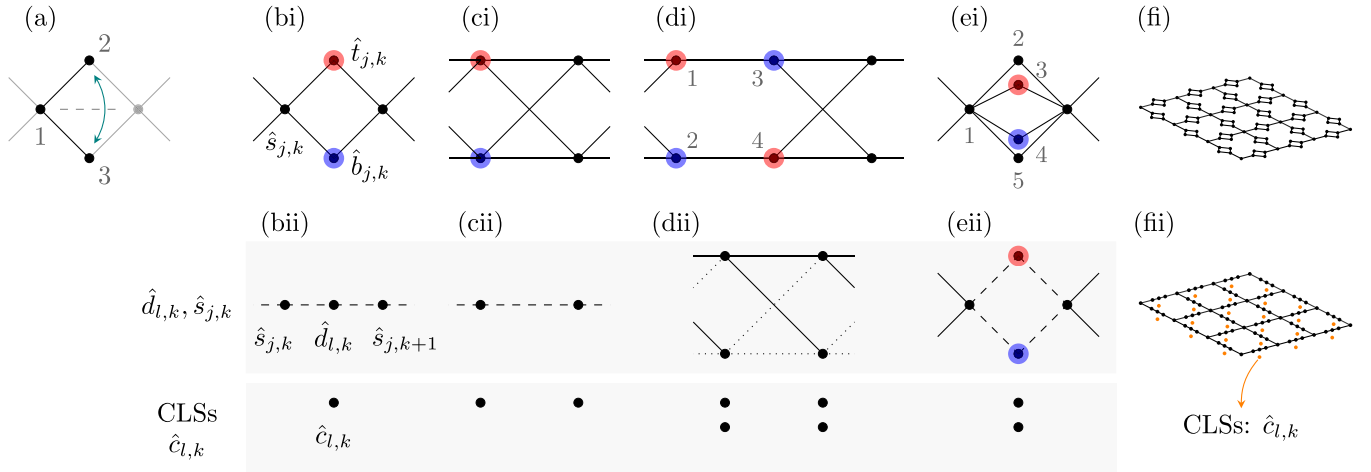 (a)
2
1
3
(bi)
t̂_{j,k}
ŝ_{j,k}
b̂_{j,k}
(ci)
(di)
1
3
2
4
(ei)
2
3
1
4
5
(fi)
(bii)
(cii)
(dii)
(eii)
(fii)
d̂_{l,k}, ŝ_{j,k}
ŝ_{j,k}
d̂_{l,k}
ŝ_{j,k+1}
CLSs
ĉ_{l,k}
ĉ_{l,k}
CLSs: ĉ_{l,k}